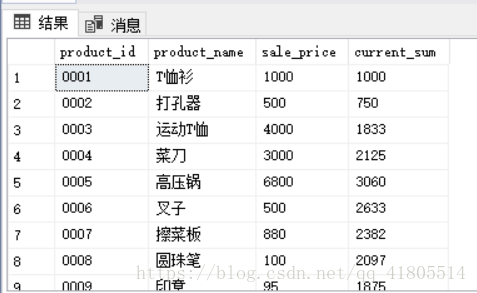 结果 消息
product_id product_name sale_price current_sum
1 0001 T恤衫 1000 1000
2 0002 打孔器 500 750
3 0003 运动T恤 4000 1833
4 0004 菜刀 3000 2125
5 0005 高压锅 6800 3060
6 0006 叉子 500 2633
7 0007 擦菜板 880 2382
8 0008 圆珠笔 100 2097
https://blog.csdn.net/qq_41805514
9 0009 印章 95 1875